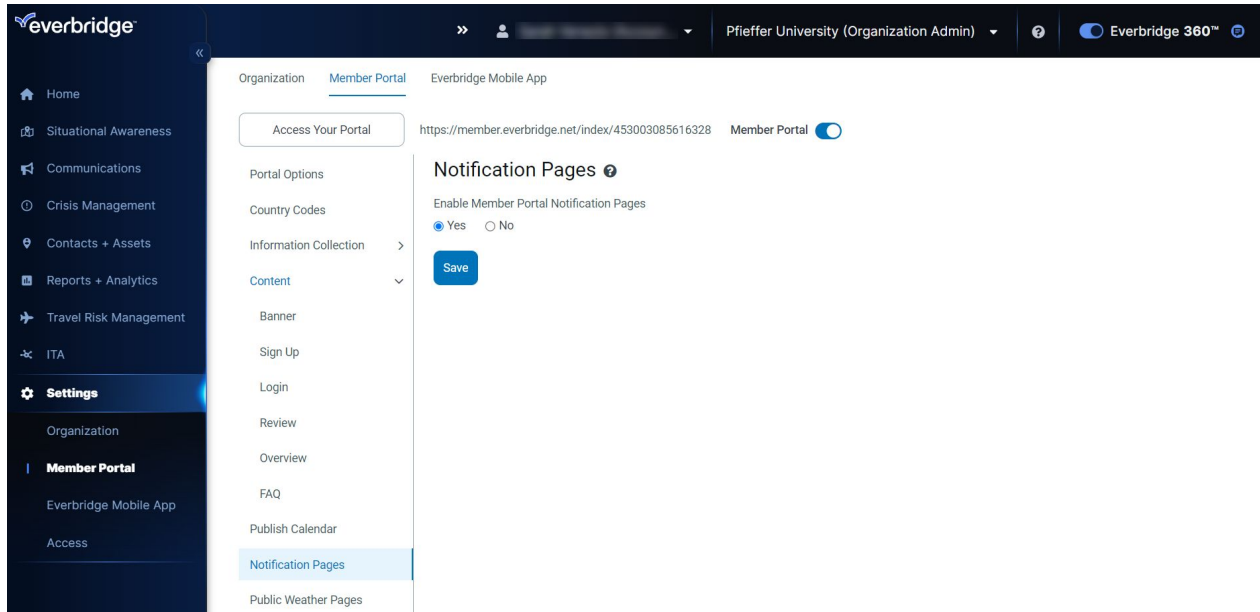 everbridge™
«
»
Pfieffer University (Organization Admin)
Everbridge 360™
Home
Situational Awareness
Communications
Crisis Management
Contacts + Assets
Reports + Analytics
Travel Risk Management
ITA
Settings
Organization
Member Portal
Everbridge Mobile App
Access
Organization Member Portal Everbridge Mobile App
Access Your Portal https://member.everbridge.net/index/453003085616328 Member Portal
Portal Options
Country Codes
Information Collection
Content
Banner
Sign Up
Login
Review
Overview
FAQ
Publish Calendar
Notification Pages
Public Weather Pages
Notification Pages ?
Enable Member Portal Notification Pages
Yes No
Save